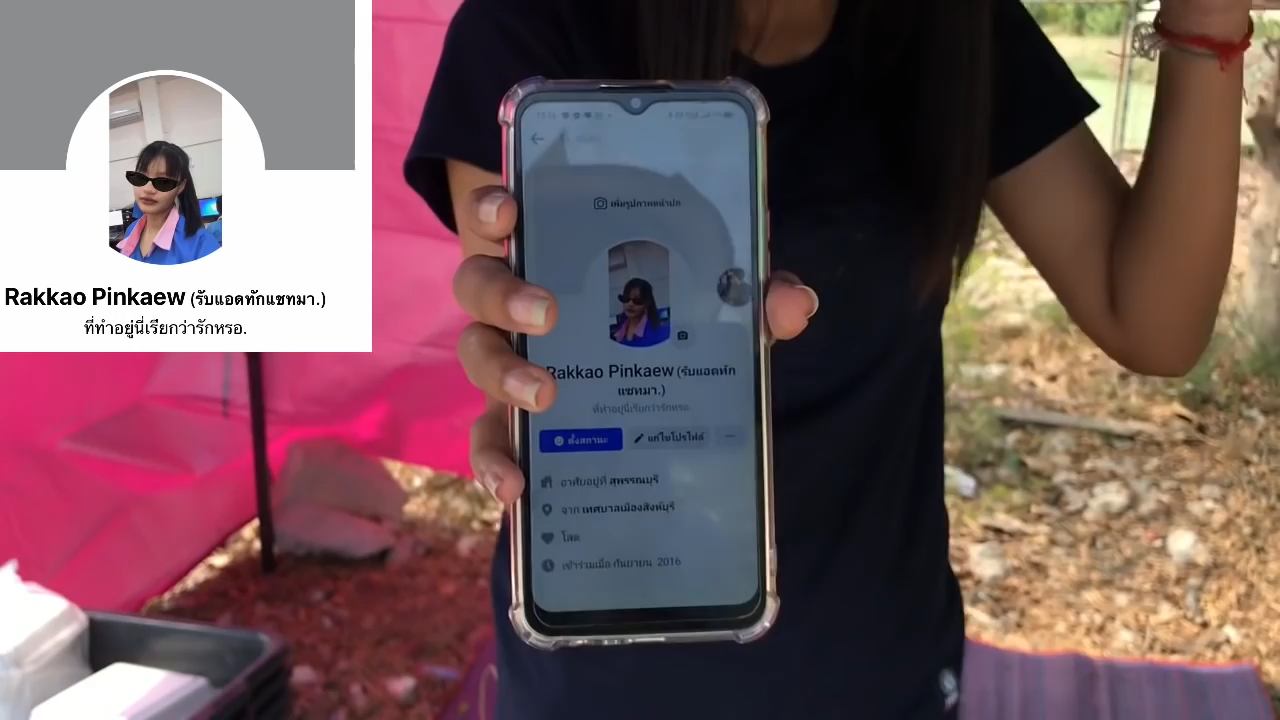 Rakkao Pinkaew (รับแอดทักแชทมา.)
ที่ทำอยู่นี่เรียกว่ารักหรอ.
เพิ่มรูปภาพหน้าปก
Rakkao Pinkaew (รับแอดทัก
แชทมา.)
ที่ทำอยู่นี่เรียกว่ารักหรอ.
ตั้งสถานะ
แก้ไขโปรไฟล์
อาศัยอยู่ที่ สุพรรณบุรี
จาก เทศบาลเมืองสิงห์บุรี
โสด
เข้าร่วมเมื่อ กันยายน 2016